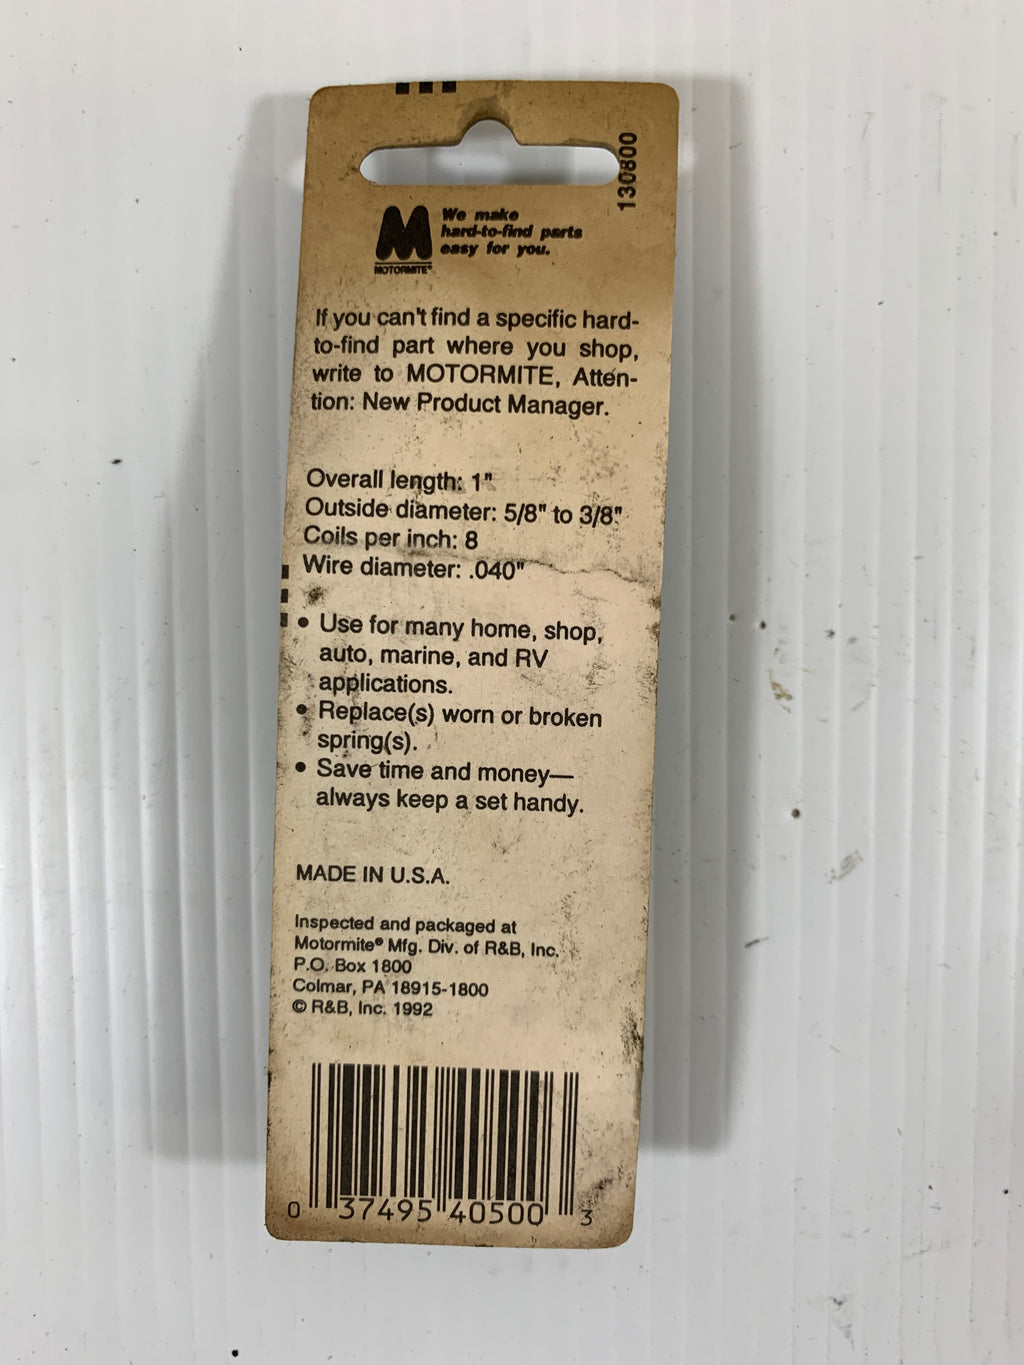 130800
M
MOTORMITE®
We make
hard-to-find parts
easy for you.
If you can't find a specific hard-
to-find part where you shop,
write to MOTORMITE, Atten-
tion: New Product Manager.
Overall length: 1"
Outside diameter: 5/8" to 3/8"
Coils per inch: 8
Wire diameter: .040"
• Use for many home, shop,
auto, marine, and RV
applications.
• Replace(s) worn or broken
spring(s).
• Save time and money—
always keep a set handy.
MADE IN U.S.A.
Inspected and packaged at
Motormite® Mfg. Div. of R&B, Inc.
P.O. Box 1800
Colmar, PA 18915-1800
© R&B, Inc. 1992
0 37495 40500 3